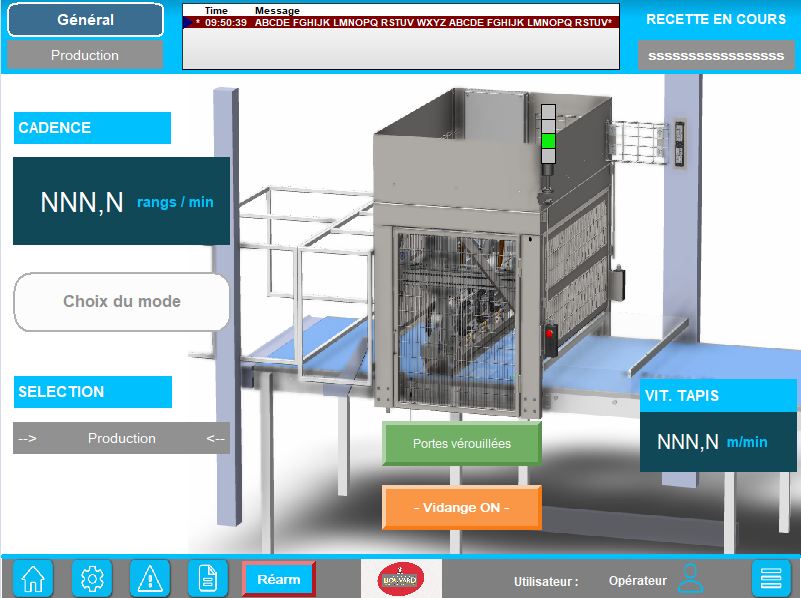 Général
Production
Time Message
* 09:50:39 ABCDE FGHIJK LMNOPQ RSTUV WXYZ ABCDE FGHIJK LMNOPQ RSTUV*
RECETTE EN COURS
sssssssssssssssss
CADENCE
NNN,N rangs / min
Choix du mode
SELECTION
--> Production <--
VIT. TAPIS
NNN,N m/min
Portes vérouillées
- Vidange ON -
Réarm
BOUVARD
Utilisateur :
Opérateur